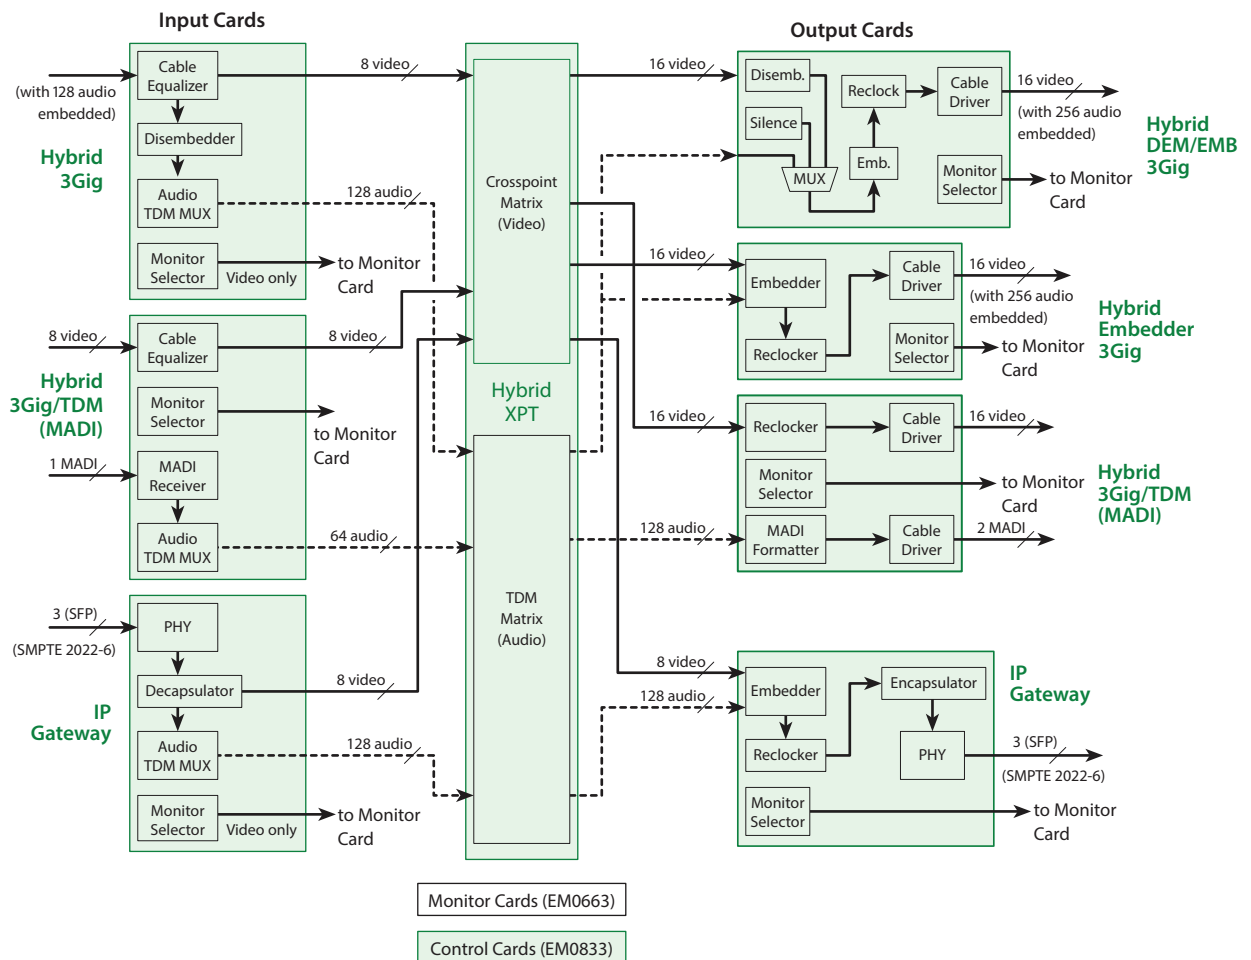 Input Cards
Output Cards
(with 128 audio
embedded)
Hybrid
3Gig
Cable
Equalizer
Disembedder
Audio
TDM MUX
Monitor
Selector
Video only
8 video
128 audio
to Monitor
Card
8 video
Hybrid
3Gig/TDM
(MADI)
1 MADI
Cable
Equalizer
Monitor
Selector
MADI
Receiver
Audio
TDM MUX
8 video
to Monitor
Card
64 audio
3 (SFP)
(SMPTE 2022-6)
IP
Gateway
PHY
Decapsulator
Audio
TDM MUX
Monitor
Selector
Video only
8 video
128 audio
to Monitor
Card
Crosspoint
Matrix
(Video)
Hybrid
XPT
TDM
Matrix
(Audio)
16 video
Disemb.
Silence
MUX
Emb.
Reclock
Cable
Driver
Monitor
Selector
16 video
(with 256 audio
embedded)
to Monitor
Card
Hybrid
DEM/EMB
3Gig
16 video
Embedder
Reclocker
Cable
Driver
Monitor
Selector
16 video
(with 256 audio
embedded)
to Monitor
Card
Hybrid
Embedder
3Gig
16 video
Reclocker
Cable
Driver
16 video
Monitor
Selector
to Monitor
Card
128 audio
MADI
Formatter
Cable
Driver
2 MADI
Hybrid
3Gig/TDM
(MADI)
8 video
128 audio
Embedder
Reclocker
Encapsulator
PHY
Monitor
Selector
IP
Gateway
3 (SFP)
(SMPTE 2022-6)
to Monitor
Card
Monitor Cards (EM0663)
Control Cards (EM0833)